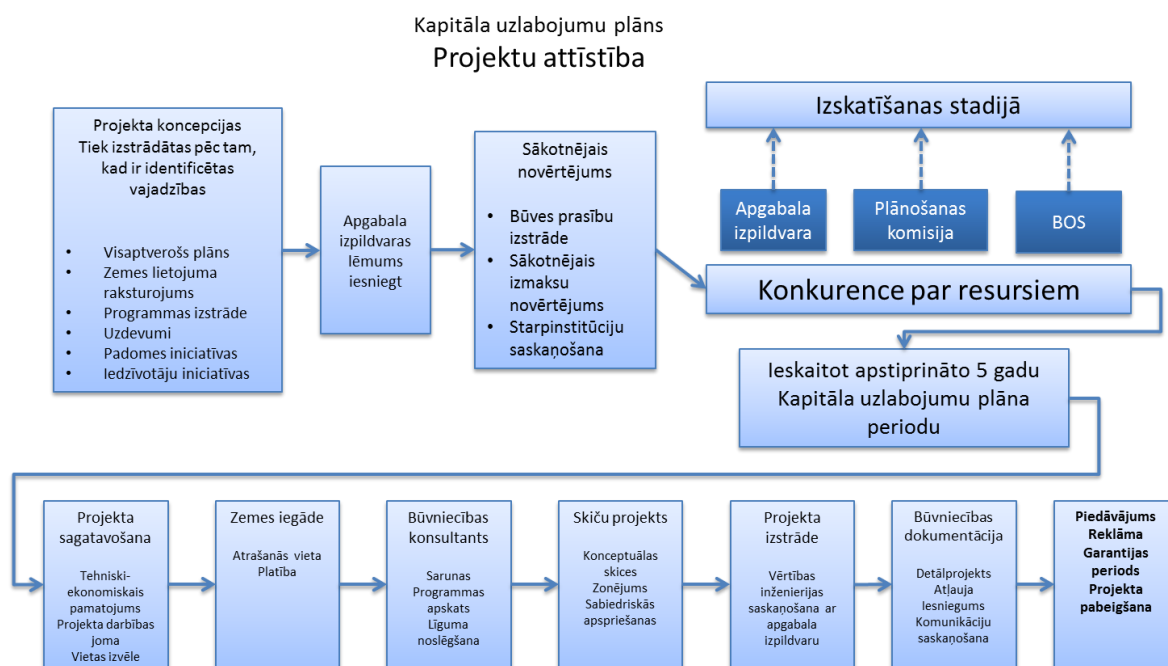 Kapitāla uzlabojumu plāns
Projektu attīstība
Projekta koncepcijas
Tiek izstrādātas pēc tam,
kad ir identificētas
vajadzības
• Visaptverošs plāns
• Zemes lietojuma
raksturojums
• Programmas izstrāde
• Uzdevumi
• Padomes iniciatīvas
• Iedzīvotāju iniciatīvas
Apgabala
izpildvaras
lēmums
iesniegt
Sākotnējais
novērtējums
• Būves prasību
izstrāde
• Sākotnējais
izmaksu
novērtējums
• Starpinstitūciju
saskaņošana
Izskatīšanas stadijā
Apgabala
izpildvara
Plānošanas
komisija
BOS
Konkurence par resursiem
Ieskaitot apstiprināto 5 gadu
Kapitāla uzlabojumu plāna
periodu
Projekta
sagatavošana
Tehniski-
ekonomiskais
pamatojums
Projekta darbības
joma
Vietas izvēle
Zemes iegāde
Atrašanās vieta
Platība
Būvniecības
konsultants
Sarunas
Programmas
apskats
Līguma
noslēgšana
Skiču projekts
Konceptuālas
skices
Zonējums
Sabiedriskās
apspriešanas
Projekta
izstrāde
Vērtības
inženierijas
saskaņošana ar
apgabala
izpildvaru
Būvniecības
dokumentācija
Detālprojekts
Atļauja
Iesniegums
Komunikāciju
saskaņošana
Piedāvājums
Reklāma
Garantijas
periods
Projekta
pabeigšana